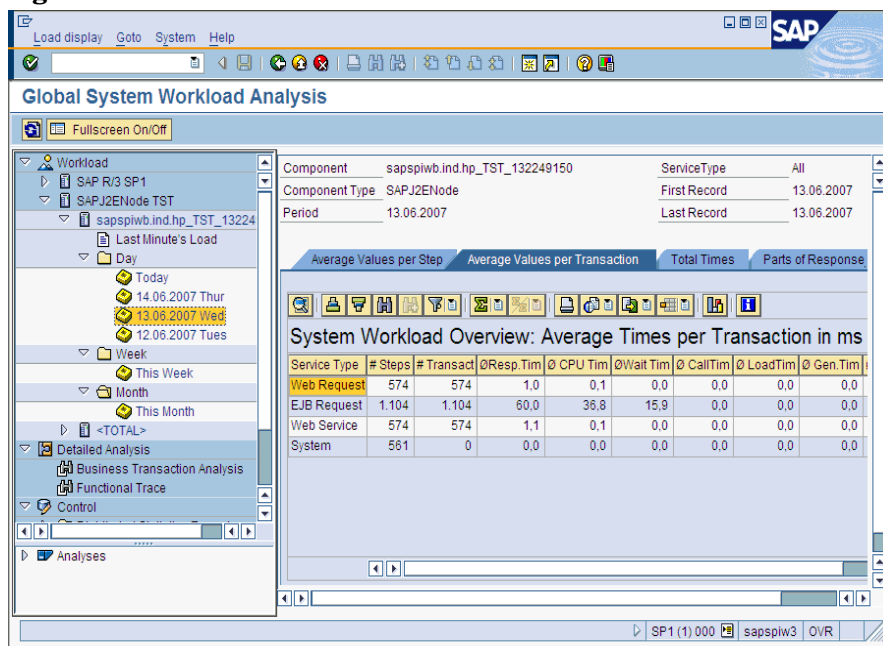 Load display Goto System Help
SAP
Global System Workload Analysis
Fullscreen On/Off
Workload
SAP R/3 SP1
SAPJ2ENode TST
sapspiwb.ind.hp_TST_13224
Last Minute's Load
Day
Today
14.06.2007 Thur
13.06.2007 Wed
12.06.2007 Tues
Week
This Week
Month
This Month
<TOTAL>
Detailed Analysis
Business Transaction Analysis
Functional Trace
Control
Analyses
Component sapspiwb.ind.hp_TST_132249150 ServiceType All
Component Type SAPJ2ENode First Record 13.06.2007
Period 13.06.2007 Last Record 13.06.2007
Average Values per Step Average Values per Transaction Total Times Parts of Response
System Workload Overview: Average Times per Transaction in ms
Service Type # Steps # Transact ØResp.Tim Ø CPU Tim ØWait Tim Ø CallTim Ø LoadTim Ø Gen.Tim
Web Request 574 574 1,0 0,1 0,0 0,0 0,0 0,0
EJB Request 1.104 1.104 60,0 36,8 15,9 0,0 0,0 0,0
Web Service 574 574 1,1 0,1 0,0 0,0 0,0 0,0
System 561 0 0,0 0,0 0,0 0,0 0,0 0,0
SP1 (1) 000 sapspiw3 OVR